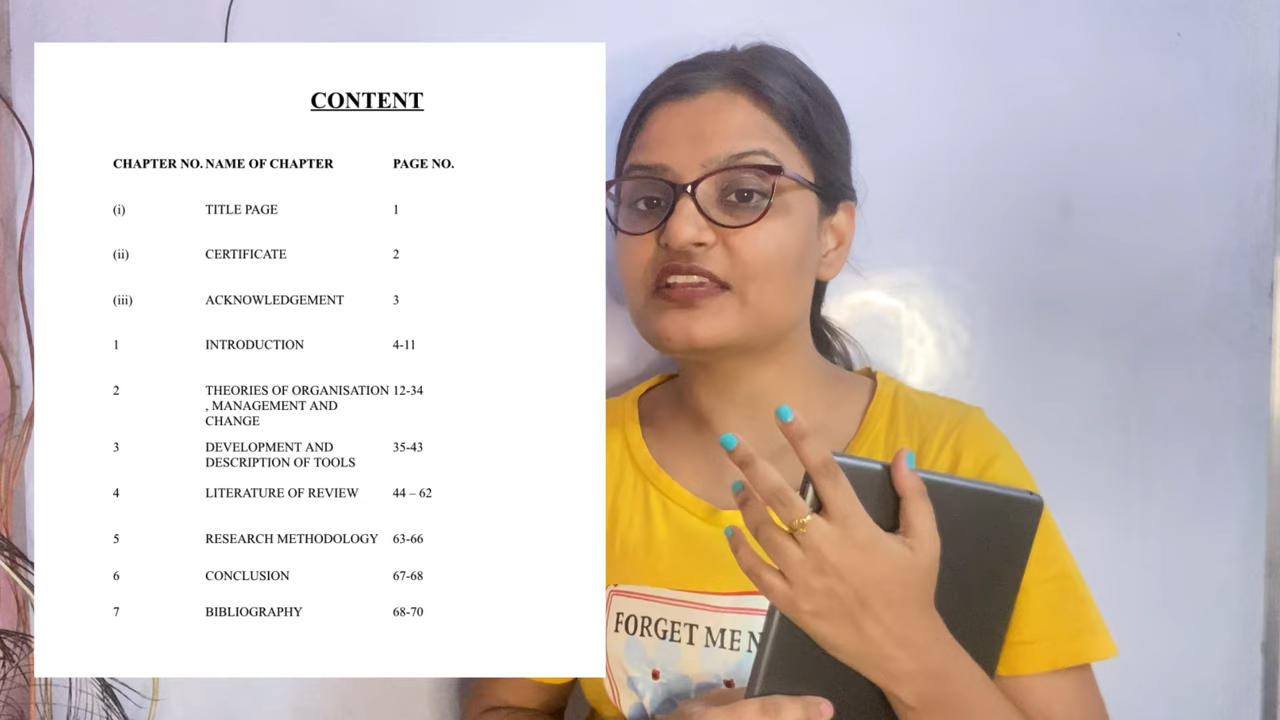 CONTENT
CHAPTER NO. NAME OF CHAPTER PAGE NO.
(i) TITLE PAGE 1
(ii) CERTIFICATE 2
(iii) ACKNOWLEDGEMENT 3
1 INTRODUCTION 4-11
2 THEORIES OF ORGANISATION 12-34
, MANAGEMENT AND
CHANGE
3 DEVELOPMENT AND 35-43
DESCRIPTION OF TOOLS
4 LITERATURE OF REVIEW 44 – 62
5 RESEARCH METHODOLOGY 63-66
6 CONCLUSION 67-68
7 BIBLIOGRAPHY 68-70
FORGET ME N